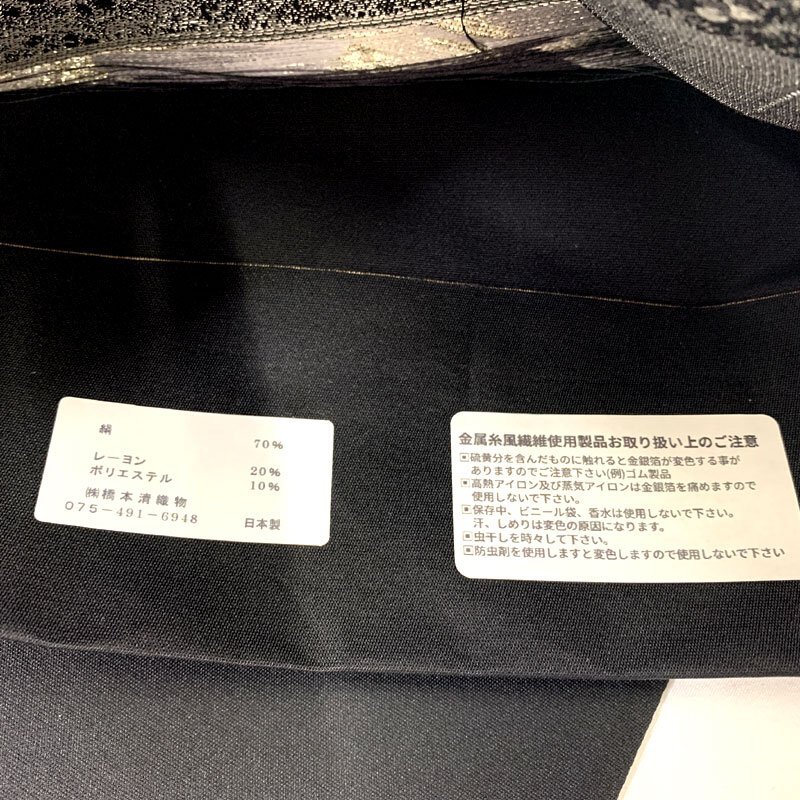 絹 70%
レーヨン 20%
ポリエステル 10%
㈱橋本清織物
075-491-6948 日本製
金属糸風繊維使用製品お取り扱い上のご注意
▣硫黄分を含んだものに触れると金銀箔が変色する事が
ありますのでご注意下さい(例)ゴム製品
▣高熱アイロン及び蒸気アイロンは金銀箔を痛めますので
使用しないで下さい。
▣保存中、ビニール袋、香水は使用しないで下さい。
汗、しめりは変色の原因になります。
▣虫干しを時々して下さい。
▣防虫剤を使用しますと変色しますので使用しないで下さい